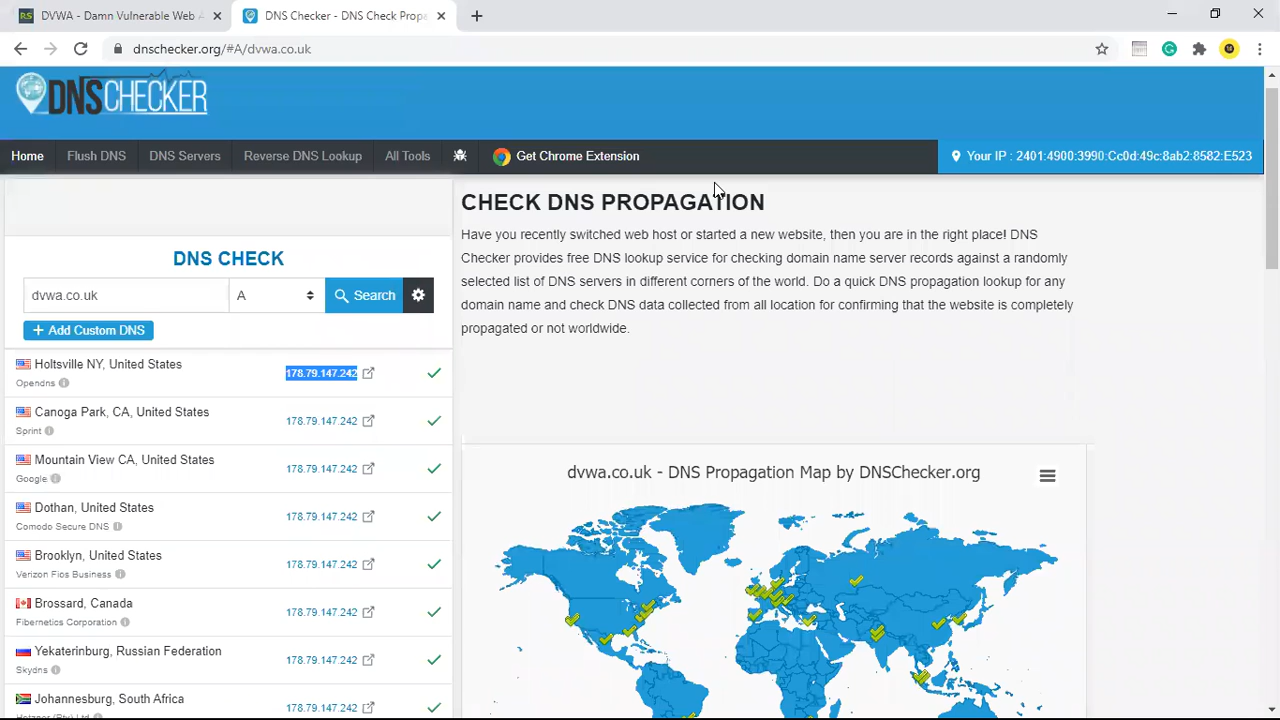 DVWA - Damn Vulnerable Web A
DNS Checker - DNS Check Propa
dnschecker.org/#A/dvwa.co.uk
DNSCHECKER
Home Flush DNS DNS Servers Reverse DNS Lookup All Tools Get Chrome Extension Your IP : 2401:4900:3990:Cc0d:49c:8ab2:8582:E523
DNS CHECK
dvwa.co.uk A Search
+ Add Custom DNS
Holtsville NY, United States 178.79.147.242
Opendns
Canoga Park, CA, United States 178.79.147.242
Sprint
Mountain View CA, United States 178.79.147.242
Google
Dothan, United States 178.79.147.242
Comodo Secure DNS
Brooklyn, United States 178.79.147.242
Verizon Fios Business
Brossard, Canada 178.79.147.242
Fibernetics Corporation
Yekaterinburg, Russian Federation 178.79.147.242
Skydns
Johannesburg, South Africa 178.79.147.242
CHECK DNS PROPAGATION
Have you recently switched web host or started a new website, then you are in the right place! DNS
Checker provides free DNS lookup service for checking domain name server records against a randomly
selected list of DNS servers in different corners of the world. Do a quick DNS propagation lookup for any
domain name and check DNS data collected from all location for confirming that the website is completely
propagated or not worldwide.
dvwa.co.uk - DNS Propagation Map by DNSChecker.org